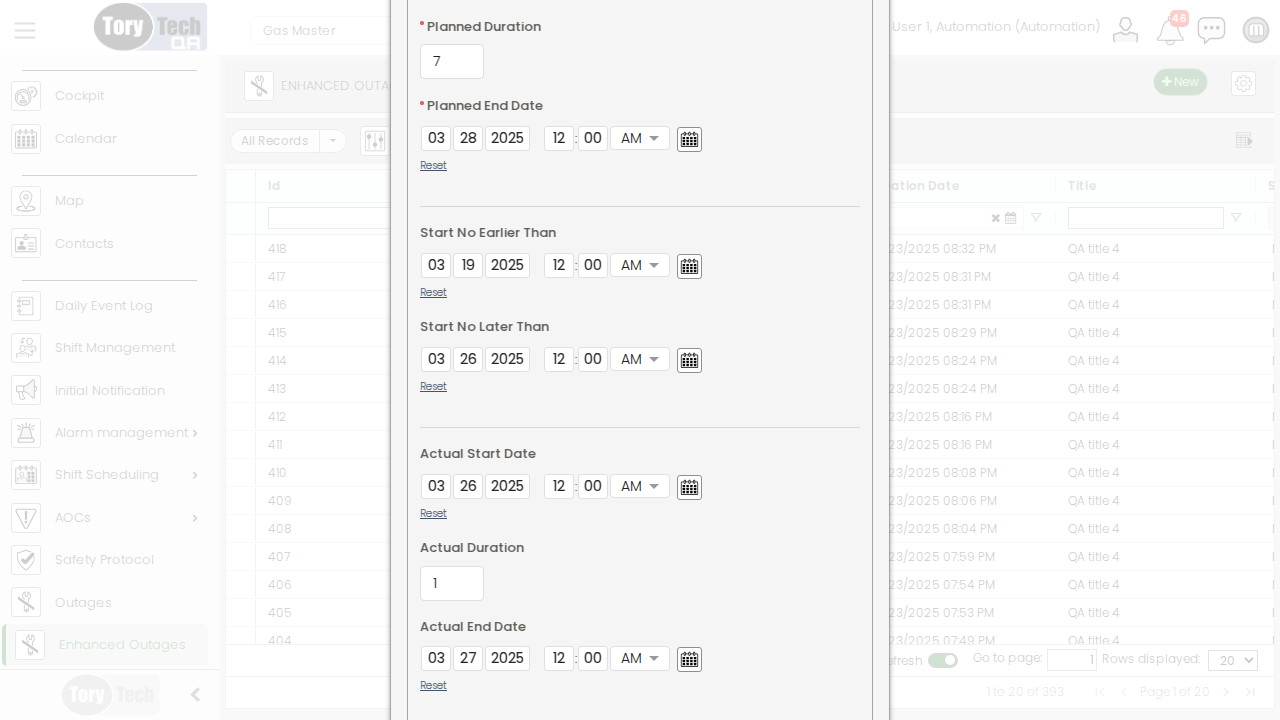 Tory Tech
QA
Gas Master
User 1, Automation (Automation)
46
m
Cockpit
Calendar
Map
Contacts
Daily Event Log
Shift Management
Initial Notification
Alarm management
Shift Scheduling
AOCs
Safety Protocol
Outages
Enhanced Outages
Tory Tech
ENHANCED OUTA
+ New
All Records
Id
ation Date
Title
S
418
23/2025 08:32 PM
QA title 4
417
23/2025 08:31 PM
QA title 4
416
23/2025 08:31 PM
QA title 4
415
23/2025 08:29 PM
QA title 4
414
23/2025 08:24 PM
QA title 4
413
23/2025 08:24 PM
QA title 4
412
23/2025 08:16 PM
QA title 4
411
23/2025 08:16 PM
QA title 4
410
23/2025 08:08 PM
QA title 4
409
23/2025 08:06 PM
QA title 4
408
23/2025 08:04 PM
QA title 4
407
23/2025 07:59 PM
QA title 4
406
23/2025 07:54 PM
QA title 4
405
23/2025 07:53 PM
QA title 4
404
23/2025 07:49 PM
QA title 4
efresh
Go to page: 1
Rows displayed: 20
1 to 20 of 393
Page 1 of 20
* Planned Duration
7
* Planned End Date
03 28 2025 12 : 00 AM
Reset
Start No Earlier Than
03 19 2025 12 : 00 AM
Reset
Start No Later Than
03 26 2025 12 : 00 AM
Reset
Actual Start Date
03 26 2025 12 : 00 AM
Reset
Actual Duration
1
Actual End Date
03 27 2025 12 : 00 AM
Reset